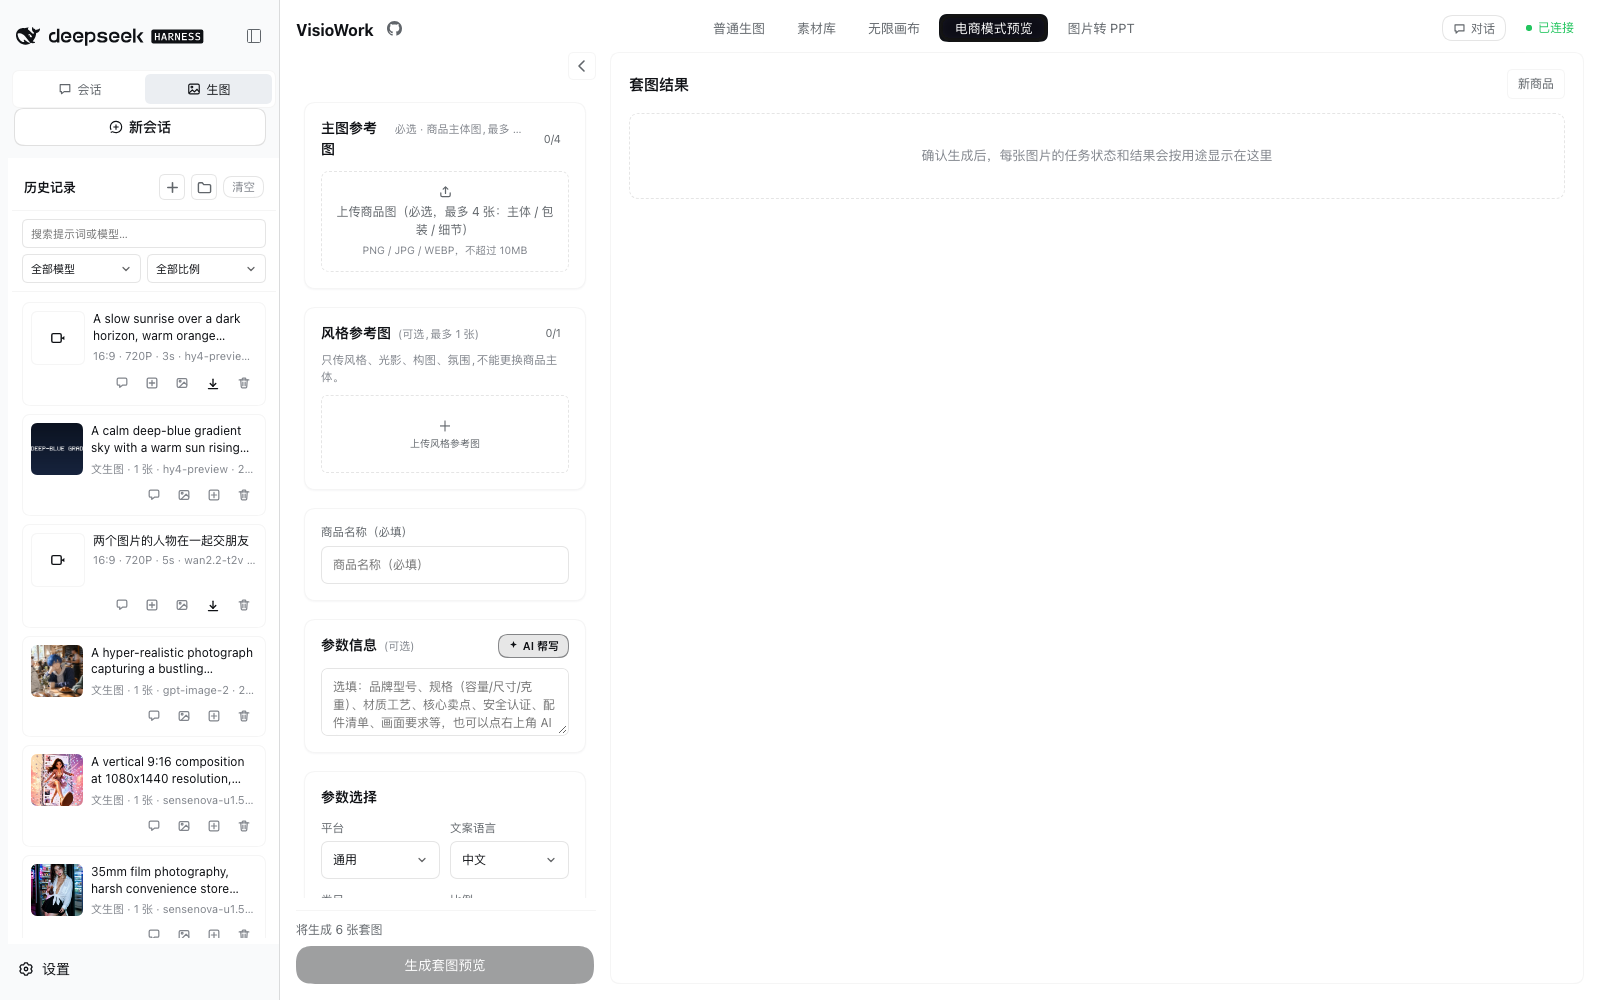 deepseek HARNESS
会话
生图
新会话
历史记录
清空
搜索提示词或模型...
全部模型
全部比例
A slow sunrise over a dark
horizon, warm orange...
16:9 · 720P · 3s · hy4-previe...
DEEP-BLUE GRAD
A calm deep-blue gradient
sky with a warm sun rising...
文生图 · 1 张 · hy4-preview · 2...
两个图片的人物在一起交朋友
16:9 · 720P · 5s · wan2.2-t2v ...
A hyper-realistic photograph
capturing a bustling...
文生图 · 1 张 · gpt-image-2 · 2...
A vertical 9:16 composition
at 1080x1440 resolution,...
文生图 · 1 张 · sensenova-u1.5...
35mm film photography,
harsh convenience store...
文生图 · 1 张 · sensenova-u1.5...
设置
VisioWork
普通生图
素材库
无限画布
电商模式预览
图片转 PPT
对话
已连接
主图参考
图
必选 · 商品主体图,最多 ...
0/4
上传商品图（必选，最多 4 张：主体 / 包
装 / 细节）
PNG / JPG / WEBP，不超过 10MB
风格参考图 (可选,最多 1 张)
0/1
只传风格、光影、构图、氛围,不能更换商品主
体。
上传风格参考图
商品名称（必填）
商品名称（必填）
参数信息 (可选)
AI 帮写
选填：品牌型号、规格（容量/尺寸/克
重）、材质工艺、核心卖点、安全认证、配
件清单、画面要求等，也可以点右上角 AI
参数选择
平台
文案语言
通用
中文
将生成 6 张套图
生成套图预览
套图结果
新商品
确认生成后，每张图片的任务状态和结果会按用途显示在这里